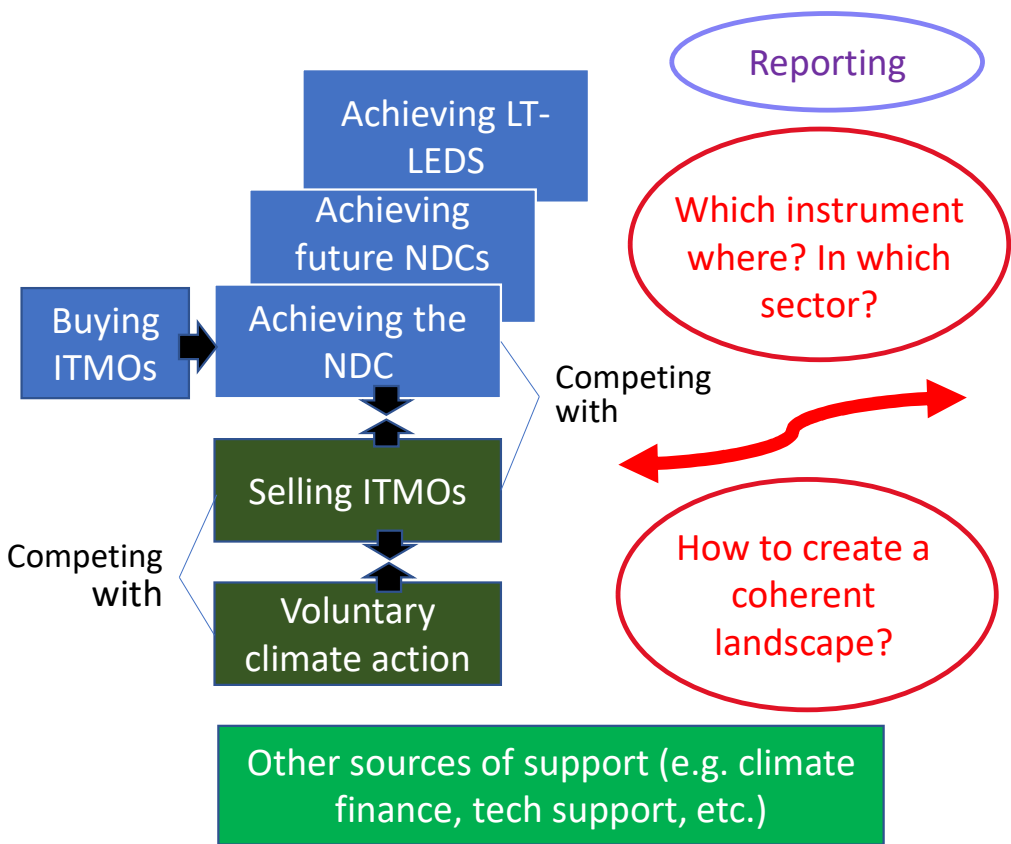 Reporting
Achieving LT-
LEDS
Achieving
future NDCs
Which instrument
where? In which
sector?
Buying
ITMOs
Achieving the
NDC
Competing
with
Selling ITMOs
Competing
with
Voluntary
climate action
How to create a
coherent
landscape?
Other sources of support (e.g. climate
finance, tech support, etc.)